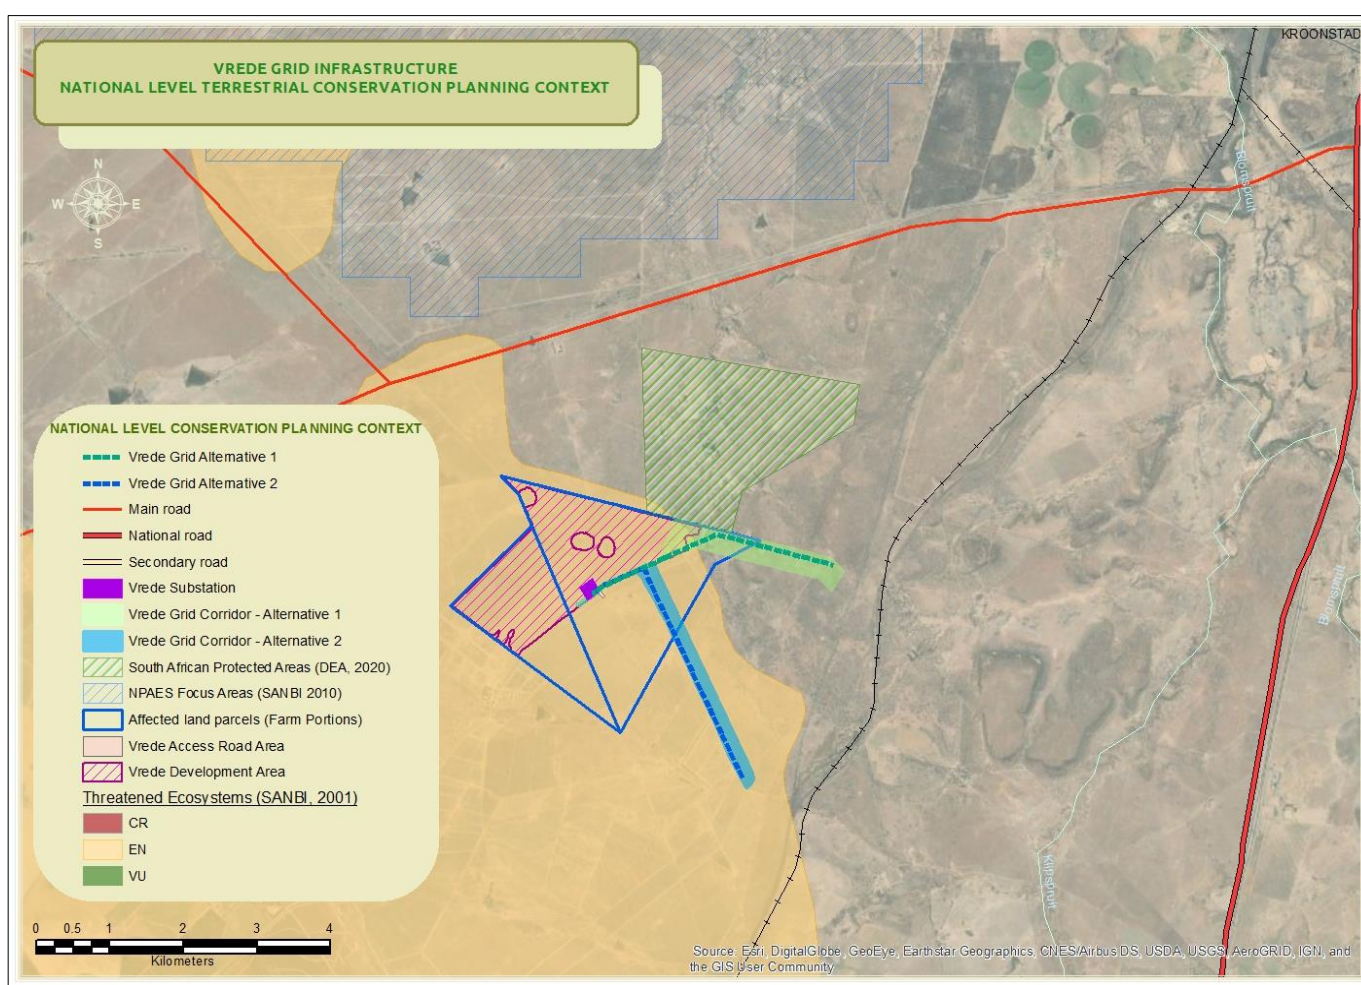 KROONSTAD
VREDE GRID INFRASTRUCTURE
NATIONAL LEVEL TERRESTRIAL CONSERVATION PLANNING CONTEXT
N
W E
S
Blomspruit
NATIONAL LEVEL CONSERVATION PLANNING CONTEXT
Vrede Grid Alternative 1
Vrede Grid Alternative 2
Main road
National road
Secondary road
Vrede Substation
Vrede Grid Corridor - Alternative 1
Vrede Grid Corridor - Alternative 2
South African Protected Areas (DEA, 2020)
NPAES Focus Areas (SANBI 2010)
Affected land parcels (Farm Portions)
Vrede Access Road Area
Vrede Development Area
Threatened Ecosystems (SANBI, 2001)
CR
EN
VU
Blomspruit
Klipspruit
0 0.5 1 2 3 4
Kilometers
Source: Esri, DigitalGlobe, GeoEye, Earthstar Geographics, CNES/Airbus DS, USDA, USGS, AeroGRID, IGN, and
the GIS User Community